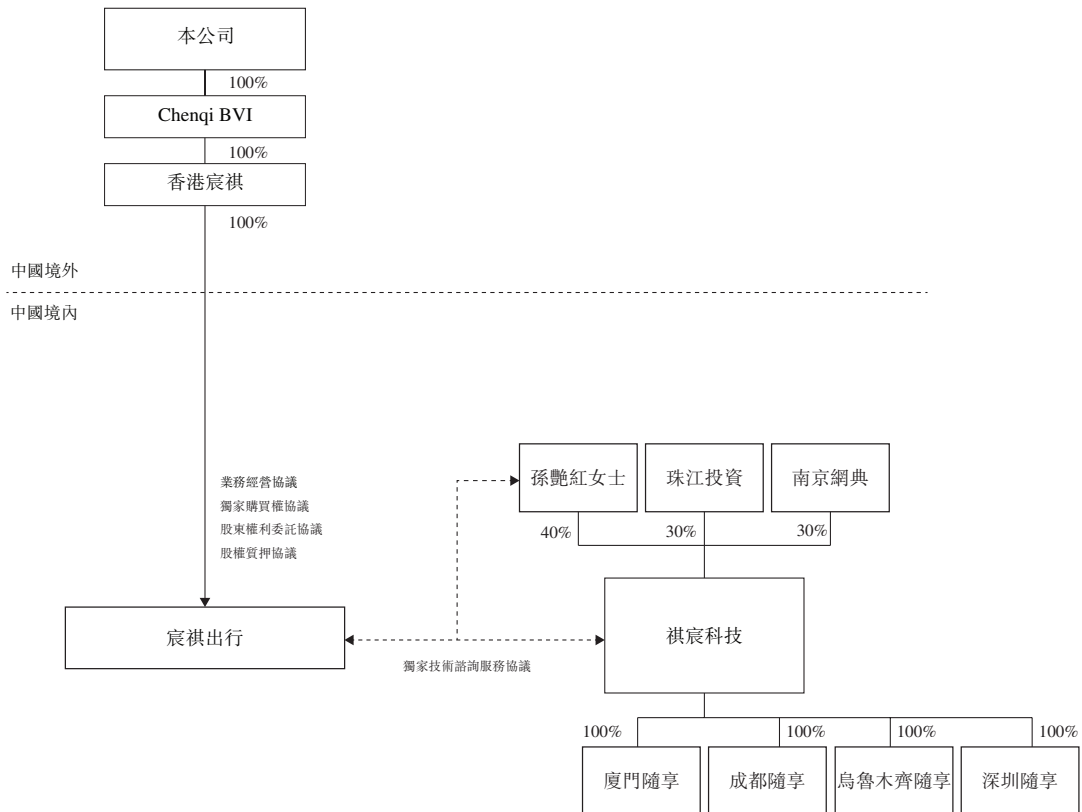 本公司
100%
Chenqi BVI
100%
香港宸祺
100%
中國境外
中國境內
業務經營協議
獨家購買權協議
股東權利委託協議
股權質押協議
孫艷紅女士
珠江投資
南京網典
40%
30%
30%
宸祺出行
祺宸科技
獨家技術諮詢服務協議
100%
100%
100%
100%
廈門隨享
成都隨享
烏魯木齊隨享
深圳隨享